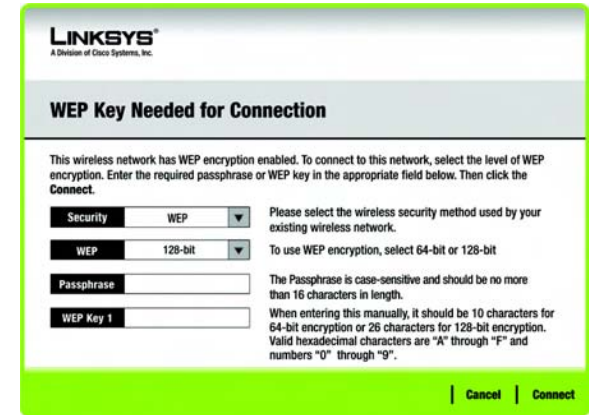 LINKSYS®
A Division of Cisco Systems, Inc.
WEP Key Needed for Connection
This wireless network has WEP encryption enabled. To connect to this network, select the level of WEP
encryption. Enter the required passphrase or WEP key in the appropriate field below. Then click the
Connect.
Security WEP
Please select the wireless security method used by your
existing wireless network.
WEP 128-bit
To use WEP encryption, select 64-bit or 128-bit
Passphrase
The Passphrase is case-sensitive and should be no more
than 16 characters in length.
WEP Key 1
When entering this manually, it should be 10 characters for
64-bit encryption or 26 characters for 128-bit encryption.
Valid hexadecimal characters are “A” through “F” and
numbers “0” through “9”.
Cancel Connect